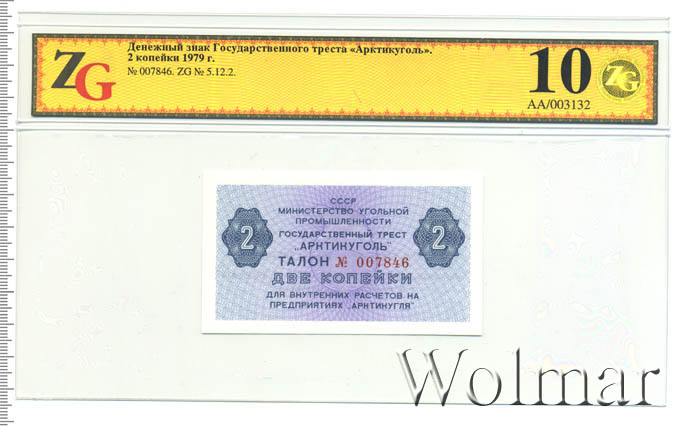 ZG
Денежный знак Государственного треста «Арктикуголь».
2 копейки 1979 г.
№ 007846. ZG № 5.12.2.
10
ZG
AA/003132
СССР
МИНИСТЕРСТВО УГОЛЬНОЙ
ПРОМЫШЛЕННОСТИ
ГОСУДАРСТВЕННЫЙ ТРЕСТ
„АРКТИКУГОЛЬ"
2
2
ТАЛОН № 007846
ДВЕ КОПЕЙКИ
ДЛЯ ВНУТРЕННИХ РАСЧЕТОВ НА
ПРЕДПРИЯТИЯХ „АРКТИКУГЛЯ"
Wolmar